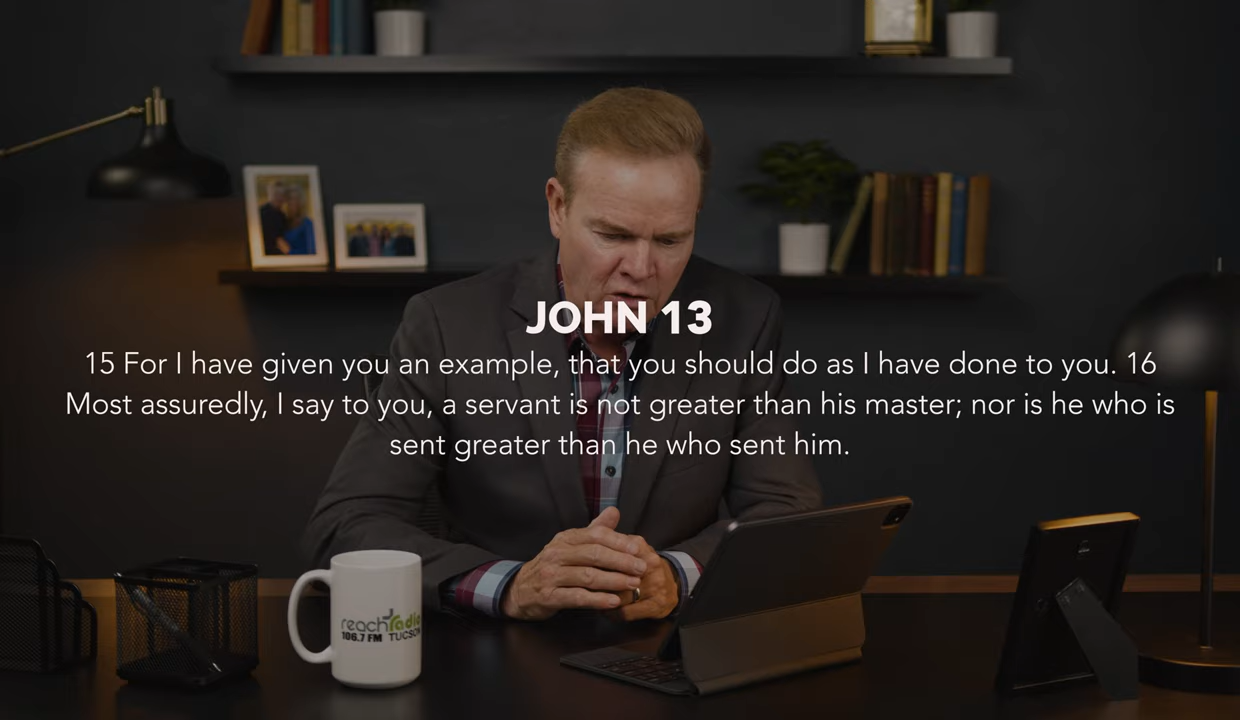 JOHN 13
15 For I have given you an example, that you should do as I have done to you. 16
Most assuredly, I say to you, a servant is not greater than his master; nor is he who is
sent greater than he who sent him.
reach radio
106.7 FM TUCSON